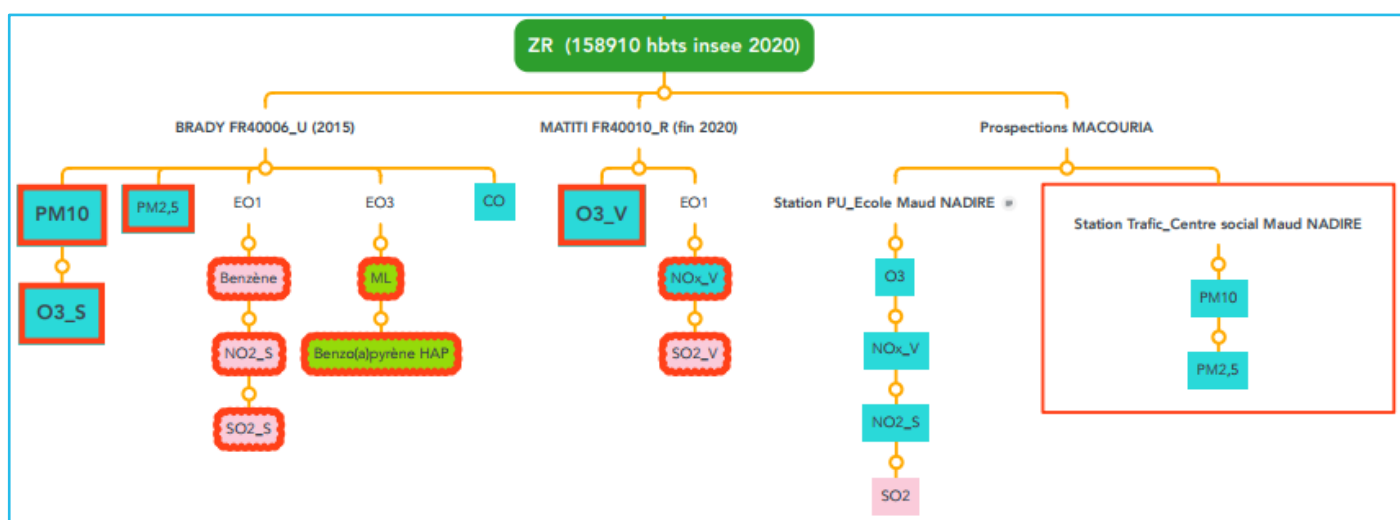 ZR (158910 hbts insee 2020)
BRADY FR40006_U (2015)
MATITI FR40010_R (fin 2020)
Prospections MACOURIA
PM10
PM2,5
EO1
EO3
CO
O3_V
EO1
Station PU_Ecole Maud NADIRE
Station Trafic_Centre social Maud NADIRE
O3_S
Benzène
ML
NOx_V
O3
PM10
NO2_S
Benzo(a)pyrène HAP
SO2_V
NOx_V
PM2,5
SO2_S
NO2_S
SO2